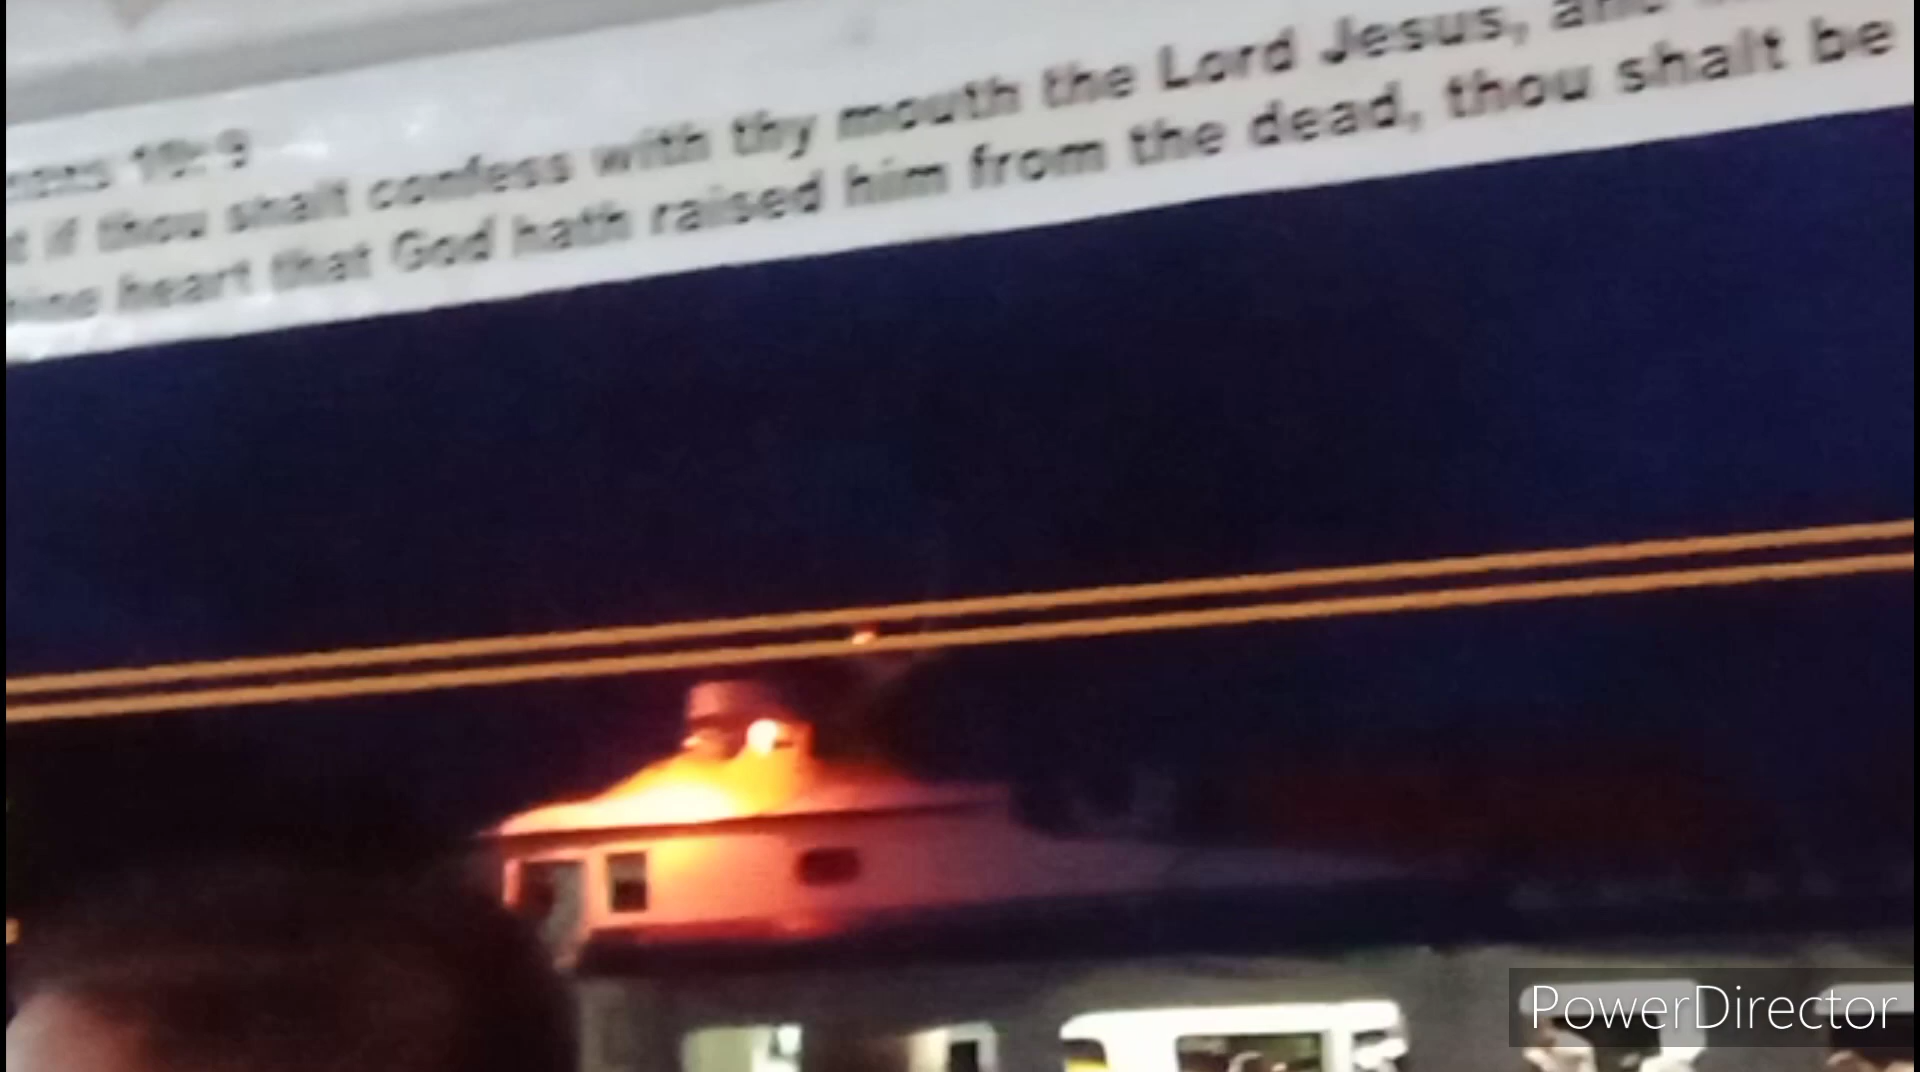 10:9
if thou shalt confess with thy mouth the Lord Jesus,
heart that God hath raised him from the dead, thou shalt be
PowerDirector